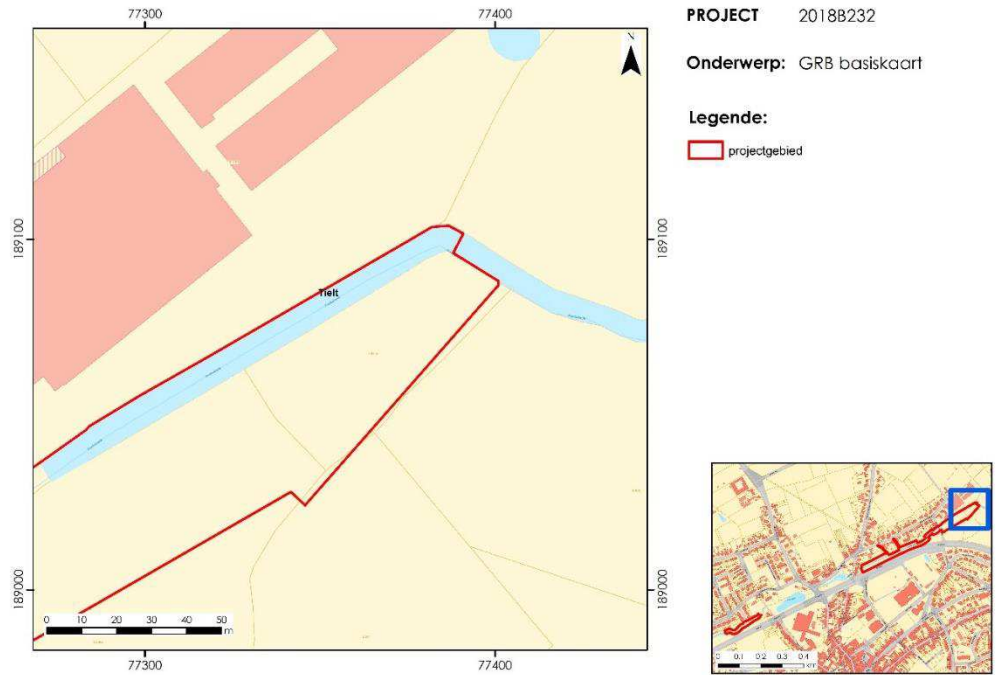 77300
77400
PROJECT 2018B232
N
Onderwerp: GRB basiskaart
Legende:
projectgebied
189100
189100
Tielt
189000
189000
0 10 20 30 40 50
m
77300
77400
0 0.1 0.2 0.3 0.4
km